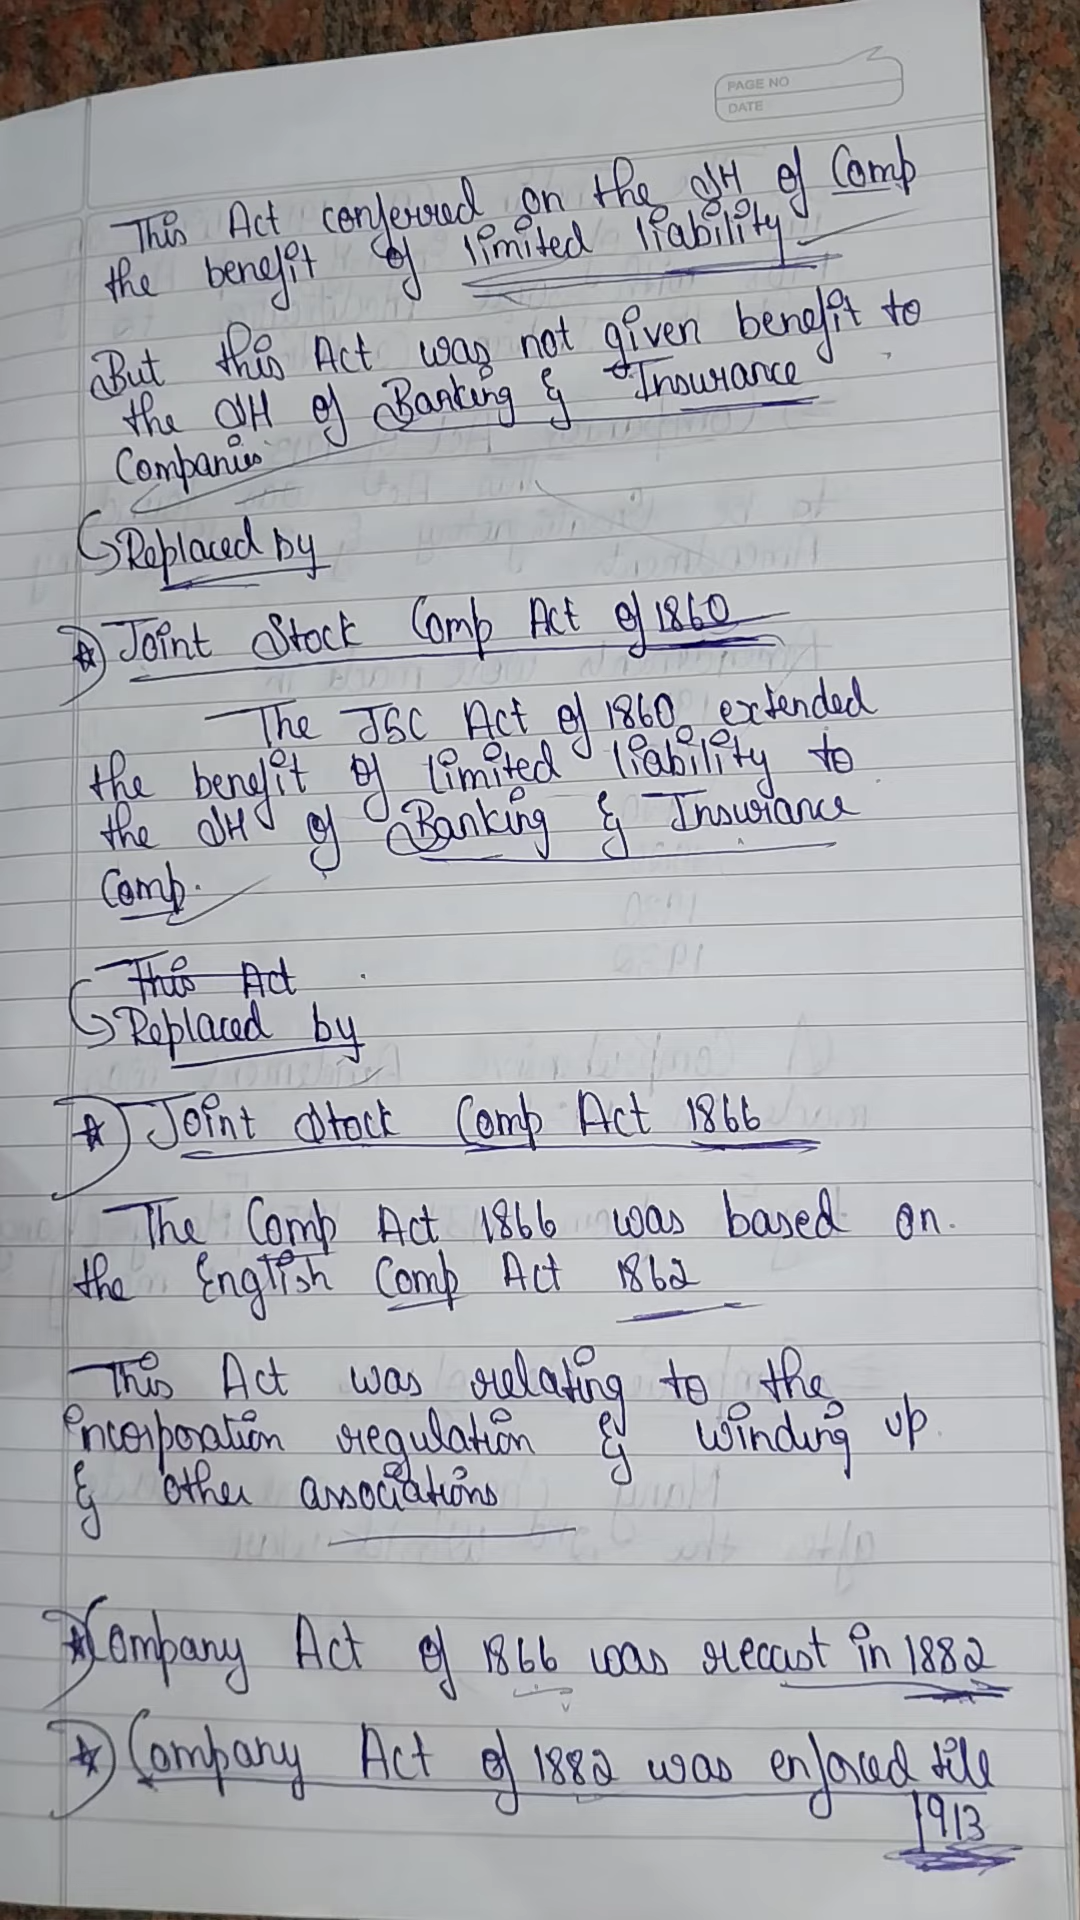 PAGE NO
DATE
This Act conferred on the SH of Comp
the benefit of limited liability
But this Act was not given benefit to
the SH of Banking & Insurance
Companies
Replaced by
Joint Stock Comp Act of 1860
The JSC Act of 1860 extended
the benefit of limited liability to
the SH of Banking & Insurance
Comp.
This Act
Replaced by
Joint Stock Comp Act 1866
The Comp Act 1866 was based on
the English Comp Act 1862
This Act was relating to the
incorporation regulation & winding up
& other associations
Company Act of 1866 was recast in 1882
Company Act of 1882 was enforced till
1913